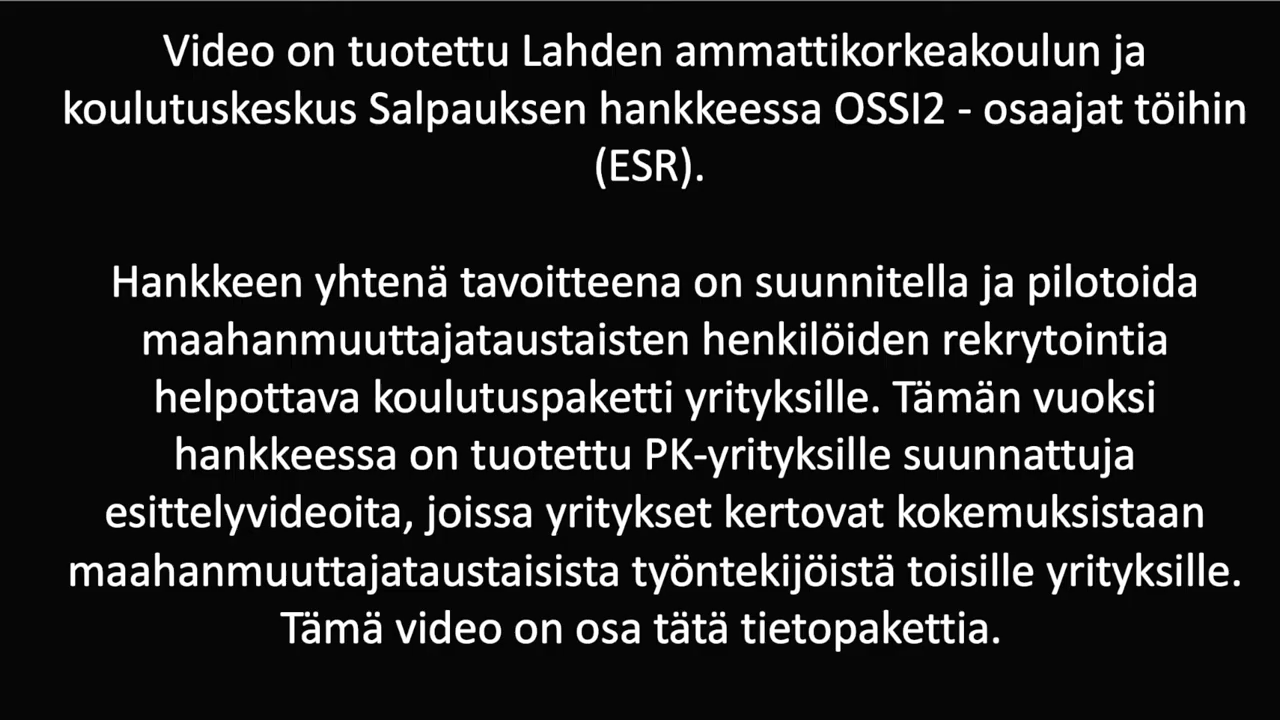 Video on tuotettu Lahden ammattikorkeakoulun ja
koulutuskeskus Salpauksen hankkeessa OSSI2 - osaajat töihin
(ESR).
Hankkeen yhtenä tavoitteena on suunnitella ja pilotoida
maahanmuuttajataustaisten henkilöiden rekrytointia
helpottava koulutuspaketti yrityksille. Tämän vuoksi
hankkeessa on tuotettu PK-yrityksille suunnattuja
esittelyvideoita, joissa yritykset kertovat kokemuksistaan
maahanmuuttajataustaisista työntekijöistä toisille yrityksille.
Tämä video on osa tätä tietopakettia.